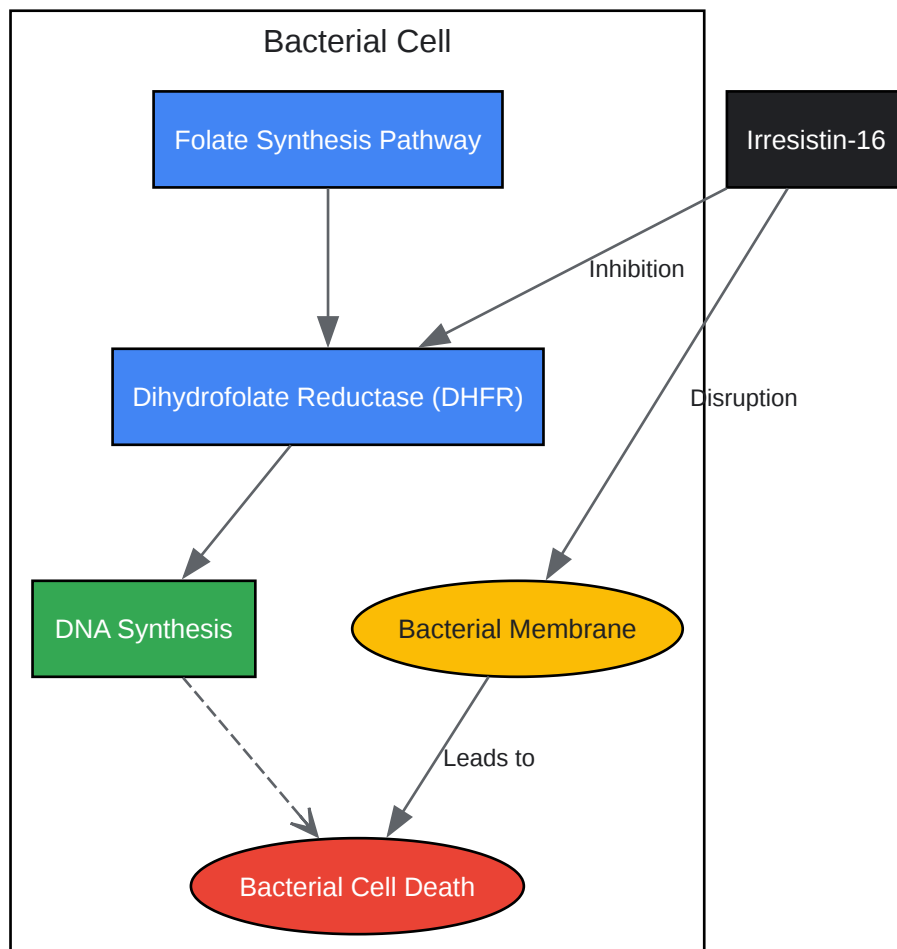 Bacterial Cell
Folate Synthesis Pathway
Irresistin-16
Inhibition
Dihydrofolate Reductase (DHFR)
Disruption
DNA Synthesis
Bacterial Membrane
Leads to
Bacterial Cell Death